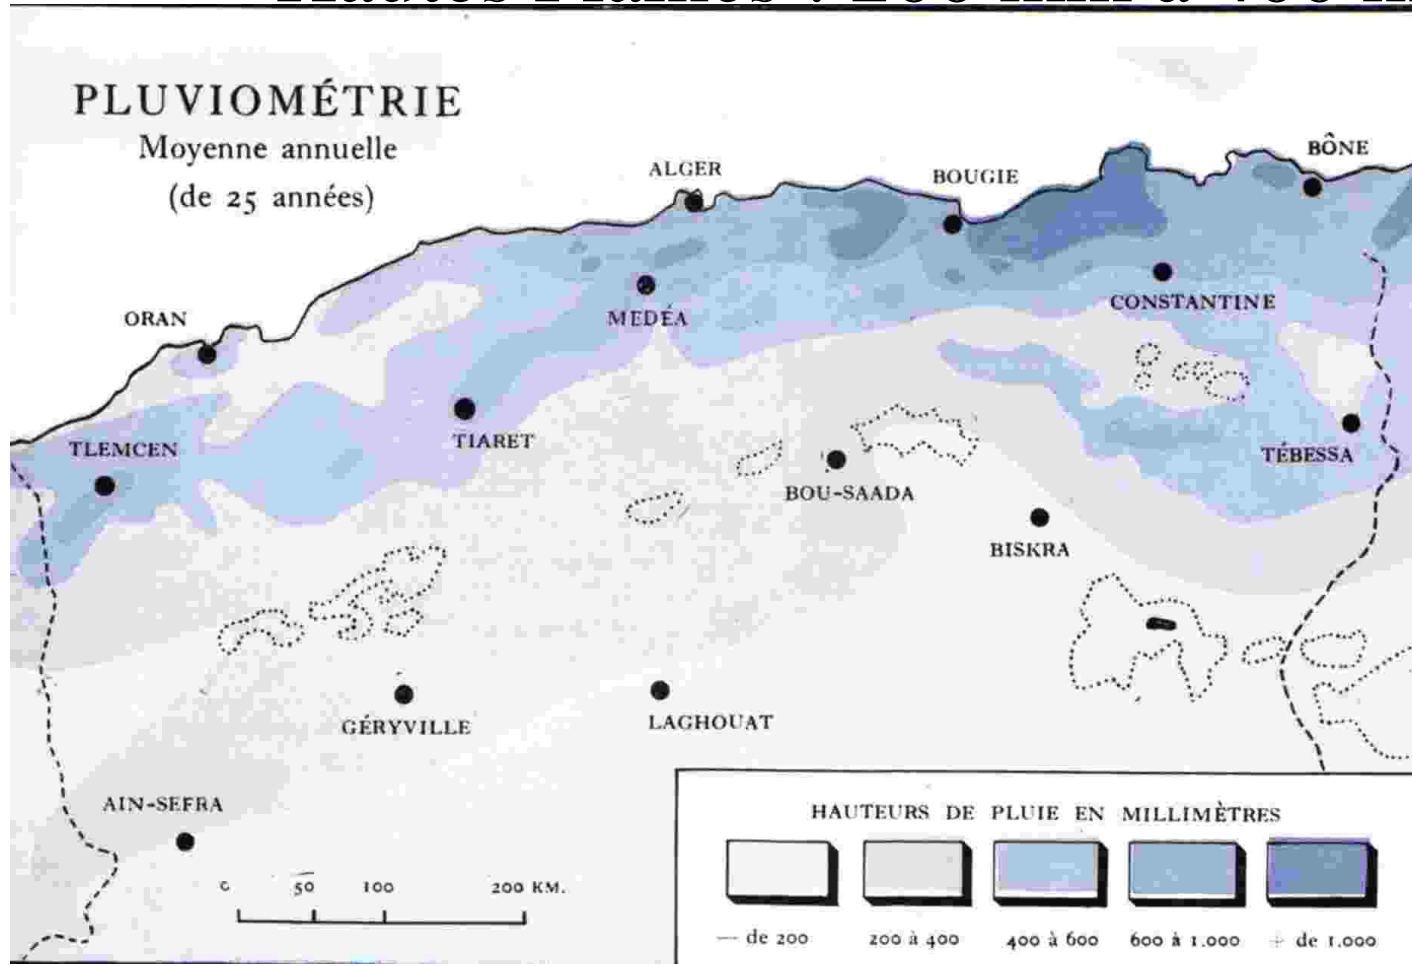 PLUVIOMÉTRIE
Moyenne annuelle
(de 25 années)
ALGER
BOUGIE
BÔNE
ORAN
MEDÉA
CONSTANTINE
TLEMCEN
TIARET
TÉBESSA
BOU-SAADA
BISKRA
GÉRYVILLE
LAGHOUAT
AIN-SEFRA
50 100 200 KM.
HAUTEURS DE PLUIE EN MILLIMÈTRES
— de 200 200 à 400 400 à 600 600 à 1.000 + de 1.000